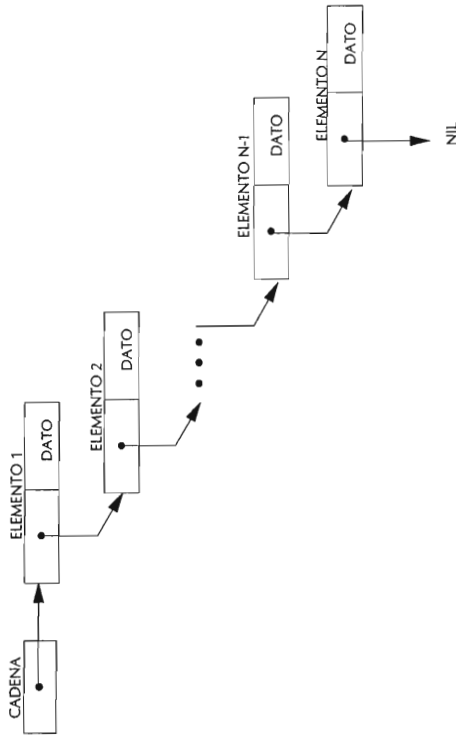 CADENA
ELEMENTO 1
DATO
ELEMENTO 2
DATO
ELEMENTO N-1
DATO
ELEMENTO N
DATO
NIL